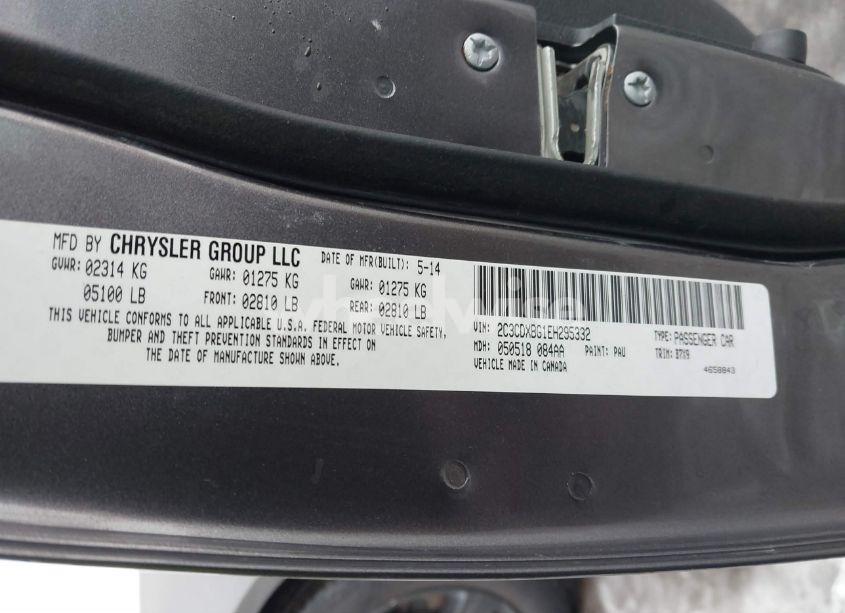 MFD BY CHRYSLER GROUP LLC DATE OF MFR(BUILT): 5-14
GVWR: 02314 KG GAWR: 01275 KG GAWR: 01275 KG
05100 LB FRONT: 02810 LB REAR: 02810 LB
THIS VEHICLE CONFORMS TO ALL APPLICABLE U.S.A. FEDERAL MOTOR VEHICLE SAFETY,
BUMPER AND THEFT PREVENTION STANDARDS IN EFFECT ON
THE DATE OF MANUFACTURE SHOWN ABOVE.
VIN: 2C3CDXBG1EH295332 TYPE: PASSENGER CAR
MDH: 050518 084AA PAINT: PAU TRIM: B7X9
VEHICLE MADE IN CANADA 4658843